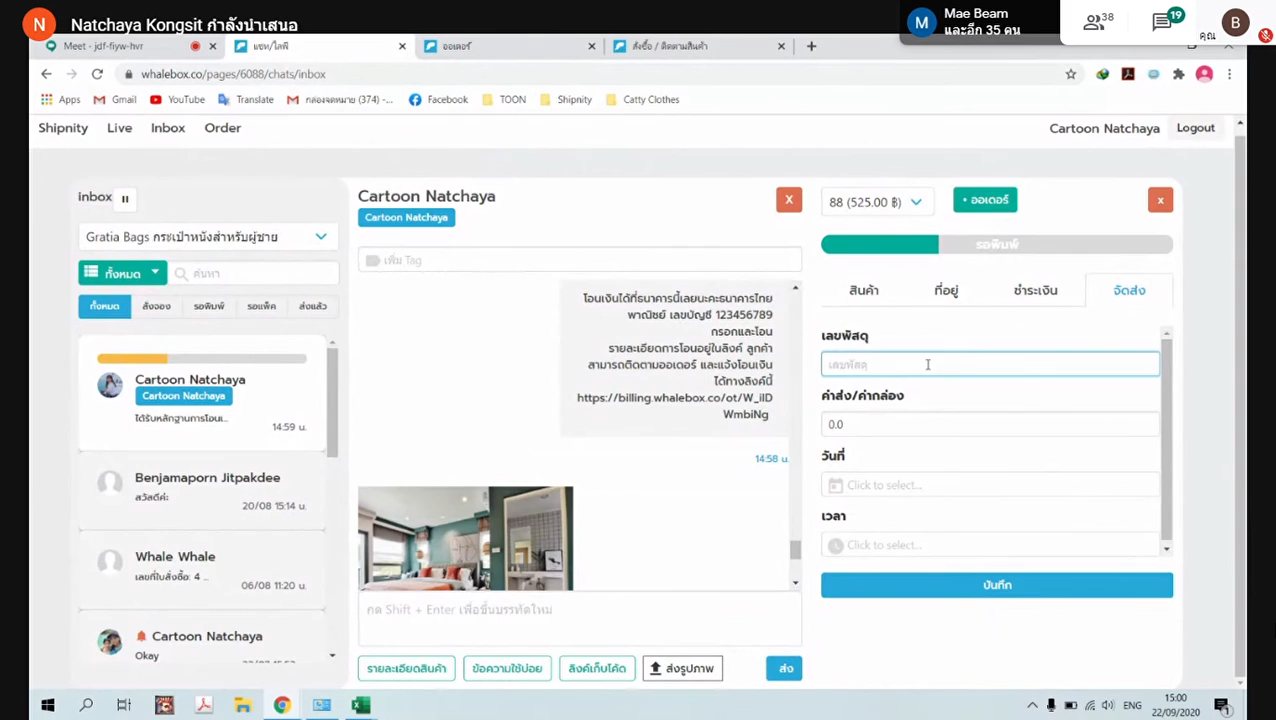 N Natchaya Kongsit กำลังนำเสนอ
M Mae Beam
และอีก 35 คน
38
19
คุณ
B
Meet - jdf-fiyw-hvr
แชท/ไลฟ์
ออเดอร์
สั่งซื้อ / ติดตามสินค้า
whalebox.co/pages/6088/chats/inbox
Apps
Gmail
YouTube
Translate
กล่องจดหมาย (374) -...
Facebook
TOON
Shipnity
Catty Clothes
Shipnity Live Inbox Order
Cartoon Natchaya Logout
inbox
Gratia Bags กระเป๋าหนังสำหรับผู้ชาย
ทั้งหมด
ค้นหา
ทั้งหมด สั่งจอง รอพิมพ์ รอแพ็ค ส่งแล้ว
Cartoon Natchaya
Cartoon Natchaya
ได้รับหลักฐานการโอน...
14:59 น.
Benjamaporn Jitpakdee
สวัสดีค่ะ
20/08 15:14 น.
Whale Whale
เลขที่ใบสั่งซื้อ: 4 ...
06/08 11:20 น.
Cartoon Natchaya
Okay
Cartoon Natchaya
X
Cartoon Natchaya
เพิ่ม Tag
โอนเงินได้ที่ธนาคารนี้เลยนะคะธนาคารไทย
พาณิชย์ เลขบัญชี 123456789
กรอกและโอน
รายละเอียดการโอนอยู่ในลิงค์ ลูกค้า
สามารถติดตามออเดอร์ และแจ้งโอนเงิน
ได้ทางลิงค์นี้
https://billing.whalebox.co/ot/W_iID
WmbiNg
14:58 น.
กด Shift + Enter เพื่อขึ้นบรรทัดใหม่
รายละเอียดสินค้า
ข้อความใช้บ่อย
ลิงค์เก็บโค้ด
ส่งรูปภาพ
ส่ง
88 (525.00 ฿)
+ ออเดอร์
x
รอพิมพ์
สินค้า ที่อยู่ ชำระเงิน จัดส่ง
เลขพัสดุ
เลขพัสดุ
ค่าส่ง/ค่ากล่อง
0.0
วันที่
Click to select...
เวลา
Click to select...
บันทึก
ENG
15:00
22/09/2020
1